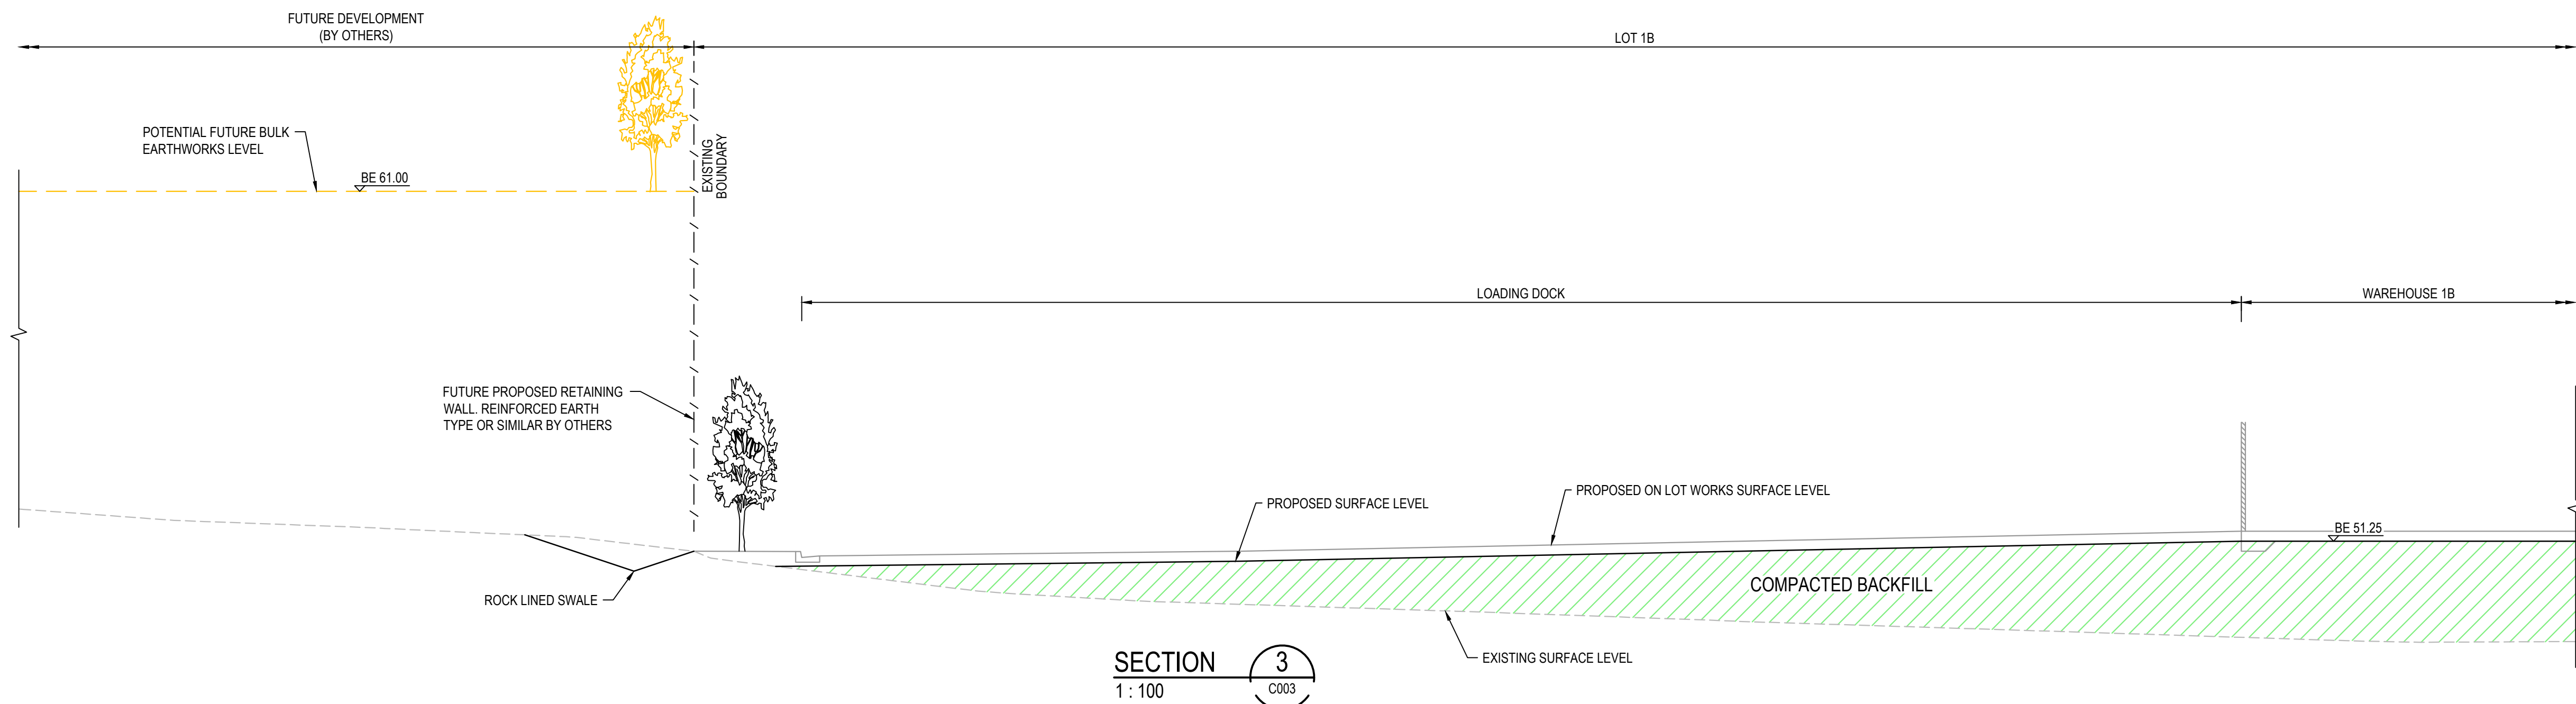 FUTURE DEVELOPMENT
(BY OTHERS)
LOT 1B
POTENTIAL FUTURE BULK
EARTHWORKS LEVEL
BE 61.00
EXISTING
BOUNDARY
LOADING DOCK
WAREHOUSE 1B
FUTURE PROPOSED RETAINING
WALL. REINFORCED EARTH
TYPE OR SIMILAR BY OTHERS
PROPOSED SURFACE LEVEL
PROPOSED ON LOT WORKS SURFACE LEVEL
BE 51.25
ROCK LINED SWALE
COMPACTED BACKFILL
EXISTING SURFACE LEVEL
SECTION
3
1 : 100
C003